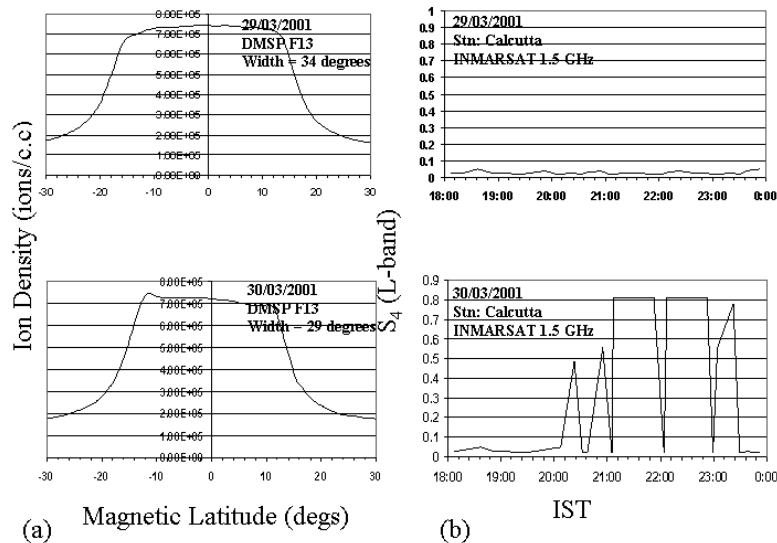 8.00E+05
7.00E+05
6.00E+05
5.00E+05
4.00E+05
3.00E+05
2.00E+05
1.00E+05
0.00E+00
29/03/2001
DMSP F13
Width = 34 degrees
-30 -20 -10 0 10 20 30
1
0.9
0.8
0.7
0.6
0.5
0.4
0.3
0.2
0.1
0
29/03/2001
Stn: Calcutta
INMARSAT 1.5 GHz
18:00 19:00 20:00 21:00 22:00 23:00 0:00
Ion Density (ions/c.c)
S4 (L-band)
8.00E+05
7.00E+05
6.00E+05
5.00E+05
4.00E+05
3.00E+05
2.00E+05
1.00E+05
0.00E+00
30/03/2001
DMSP F13
Width = 29 degrees
-30 -20 -10 0 10 20 30
0.9
0.8
0.7
0.6
0.5
0.4
0.3
0.2
0.1
0
30/03/2001
Stn: Calcutta
INMARSAT 1.5 GHz
18:00 19:00 20:00 21:00 22:00 23:00 0:00
(a) Magnetic Latitude (degs)
(b) IST